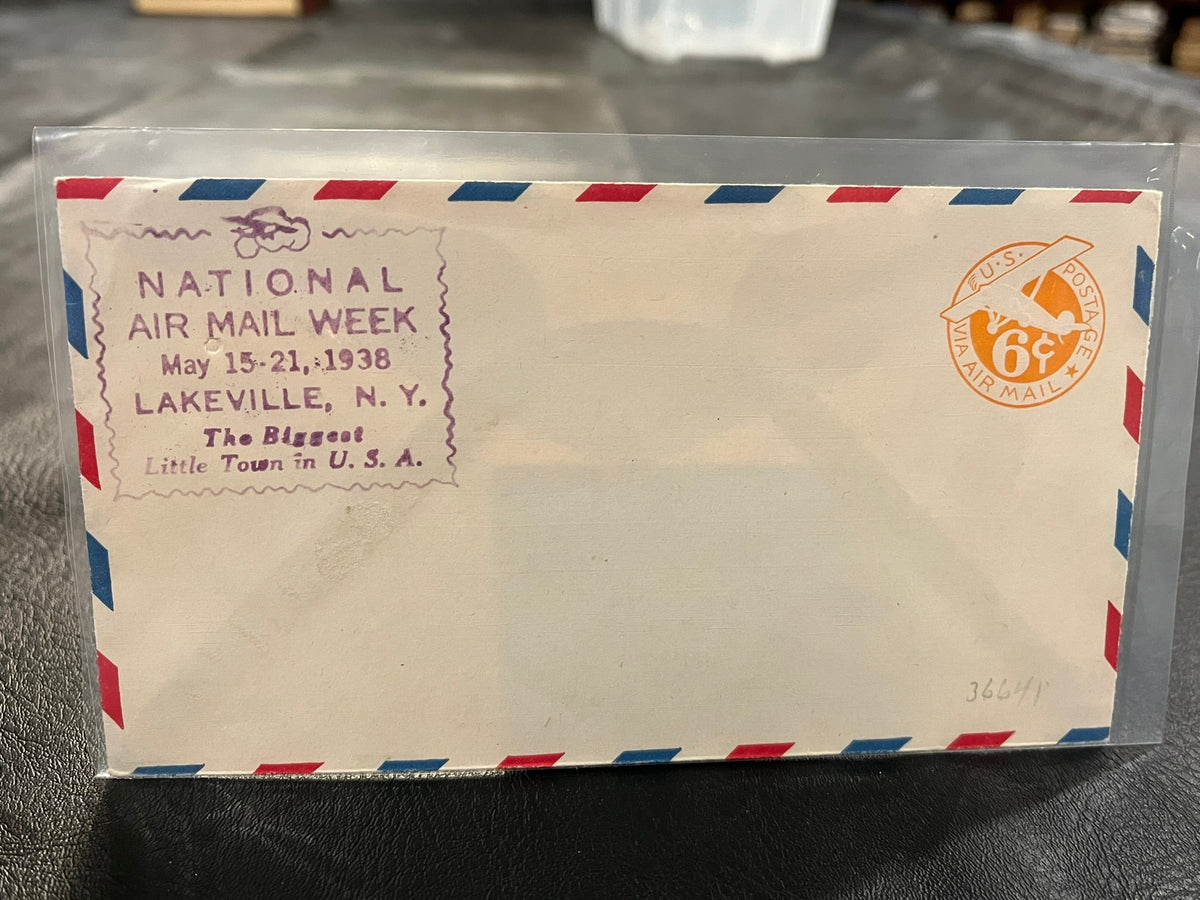 NATIONAL
AIR MAIL WEEK
May 15-21, 1938
LAKEVILLE, N. Y.
The Biggest
Little Town in U. S. A.
U.S. POSTAGE
6¢
VIA AIR MAIL